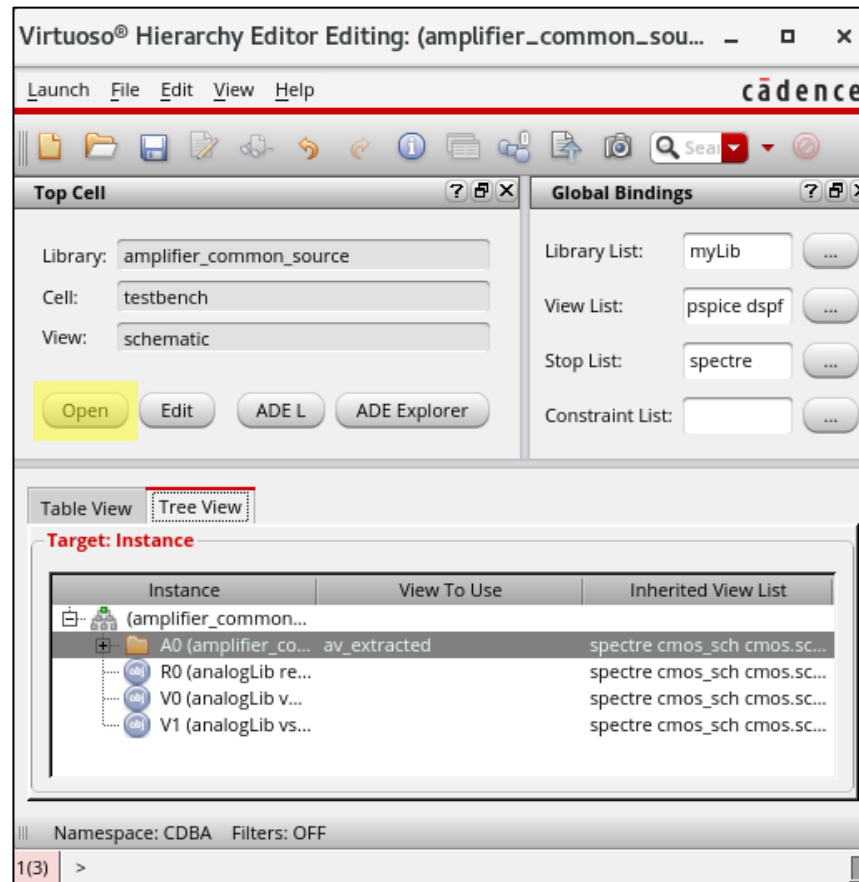 Virtuoso® Hierarchy Editor Editing: (amplifier_common_sou...
Launch File Edit View Help
cādence
Sear
Top Cell
Library: amplifier_common_source
Cell: testbench
View: schematic
Open Edit ADE L ADE Explorer
Global Bindings
Library List: myLib ...
View List: pspice dspf ...
Stop List: spectre ...
Constraint List: ...
Table View Tree View
Target: Instance
Instance View To Use Inherited View List
(amplifier_common...
A0 (amplifier_co... av_extracted spectre cmos_sch cmos.sc...
obj R0 (analogLib re... spectre cmos_sch cmos.sc...
obj V0 (analogLib v... spectre cmos_sch cmos.sc...
obj V1 (analogLib vs... spectre cmos_sch cmos.sc...
Namespace: CDBA Filters: OFF
1(3) >